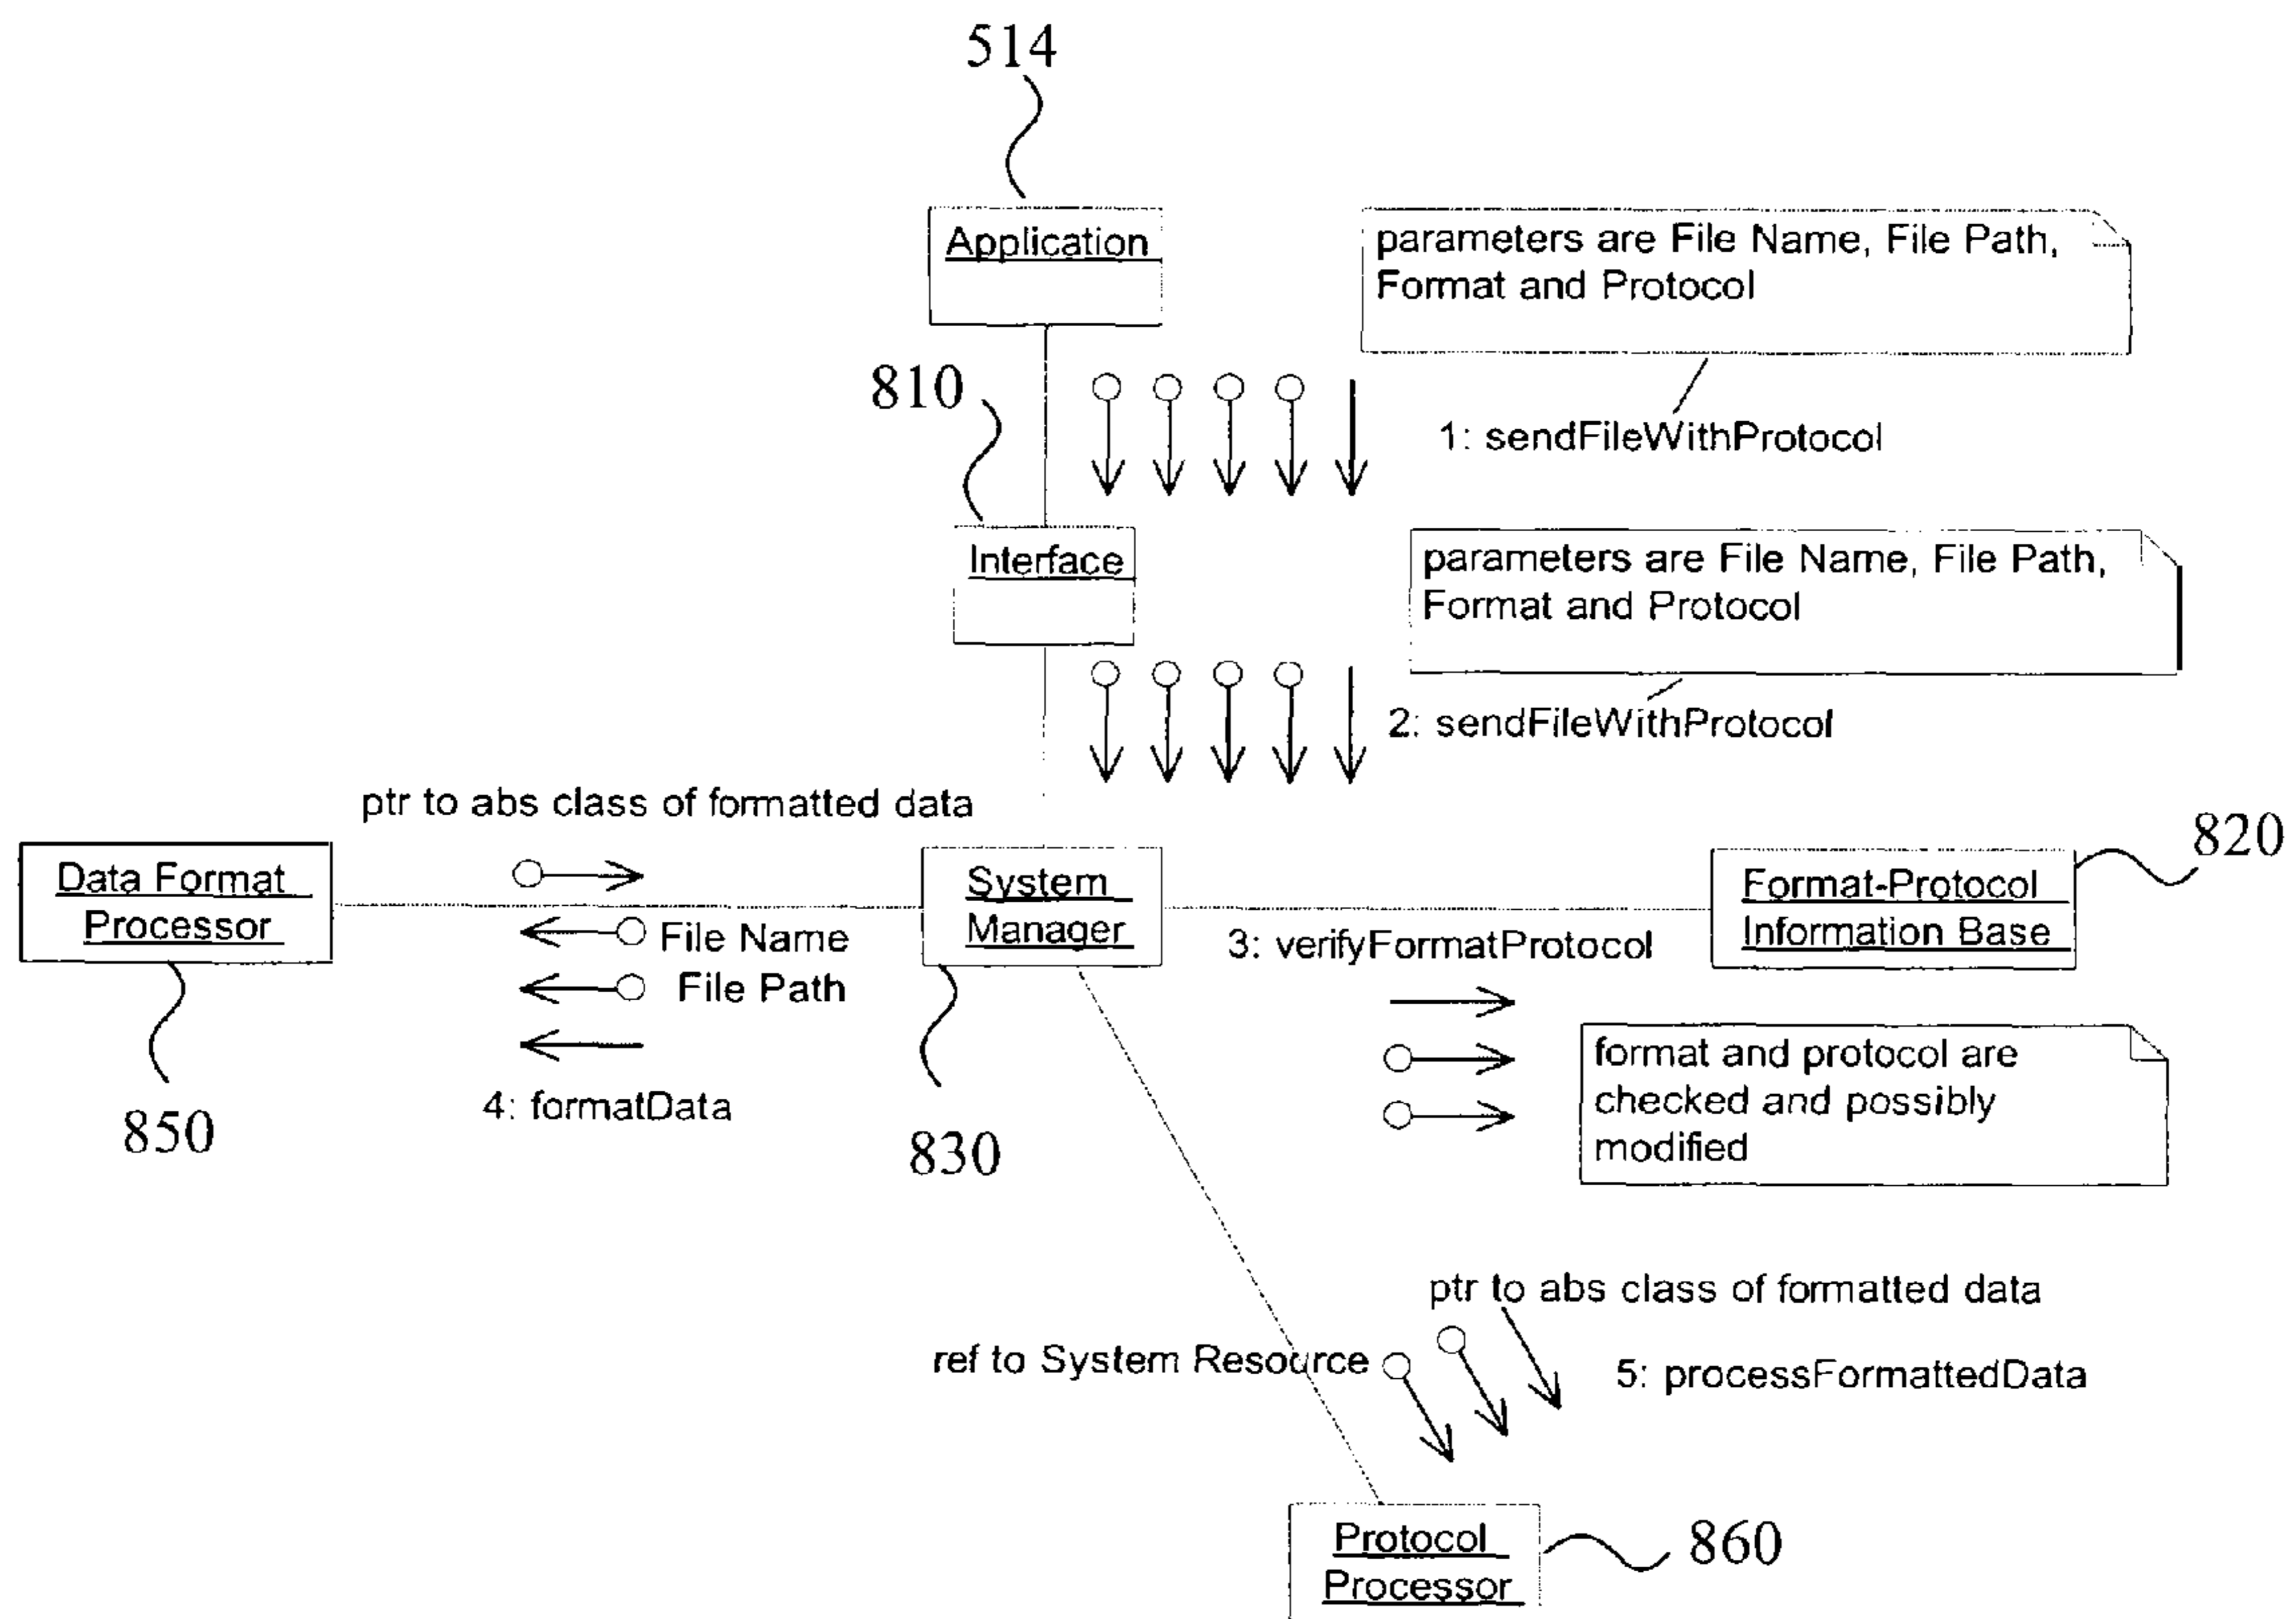 514
Application
parameters are File Name, File Path,
Format and Protocol
810
1: sendFileWithProtocol
Interface
parameters are File Name, File Path,
Format and Protocol
2: sendFileWithProtocol
ptr to abs class of formatted data
820
Data Format
Processor
System
Manager
Format-Protocol
Information Base
File Name
File Path
3: verifyFormatProtocol
4: formatData
850
830
format and protocol are
checked and possibly
modified
ptr to abs class of formatted data
ref to System Resource
5: processFormattedData
Protocol
Processor
860